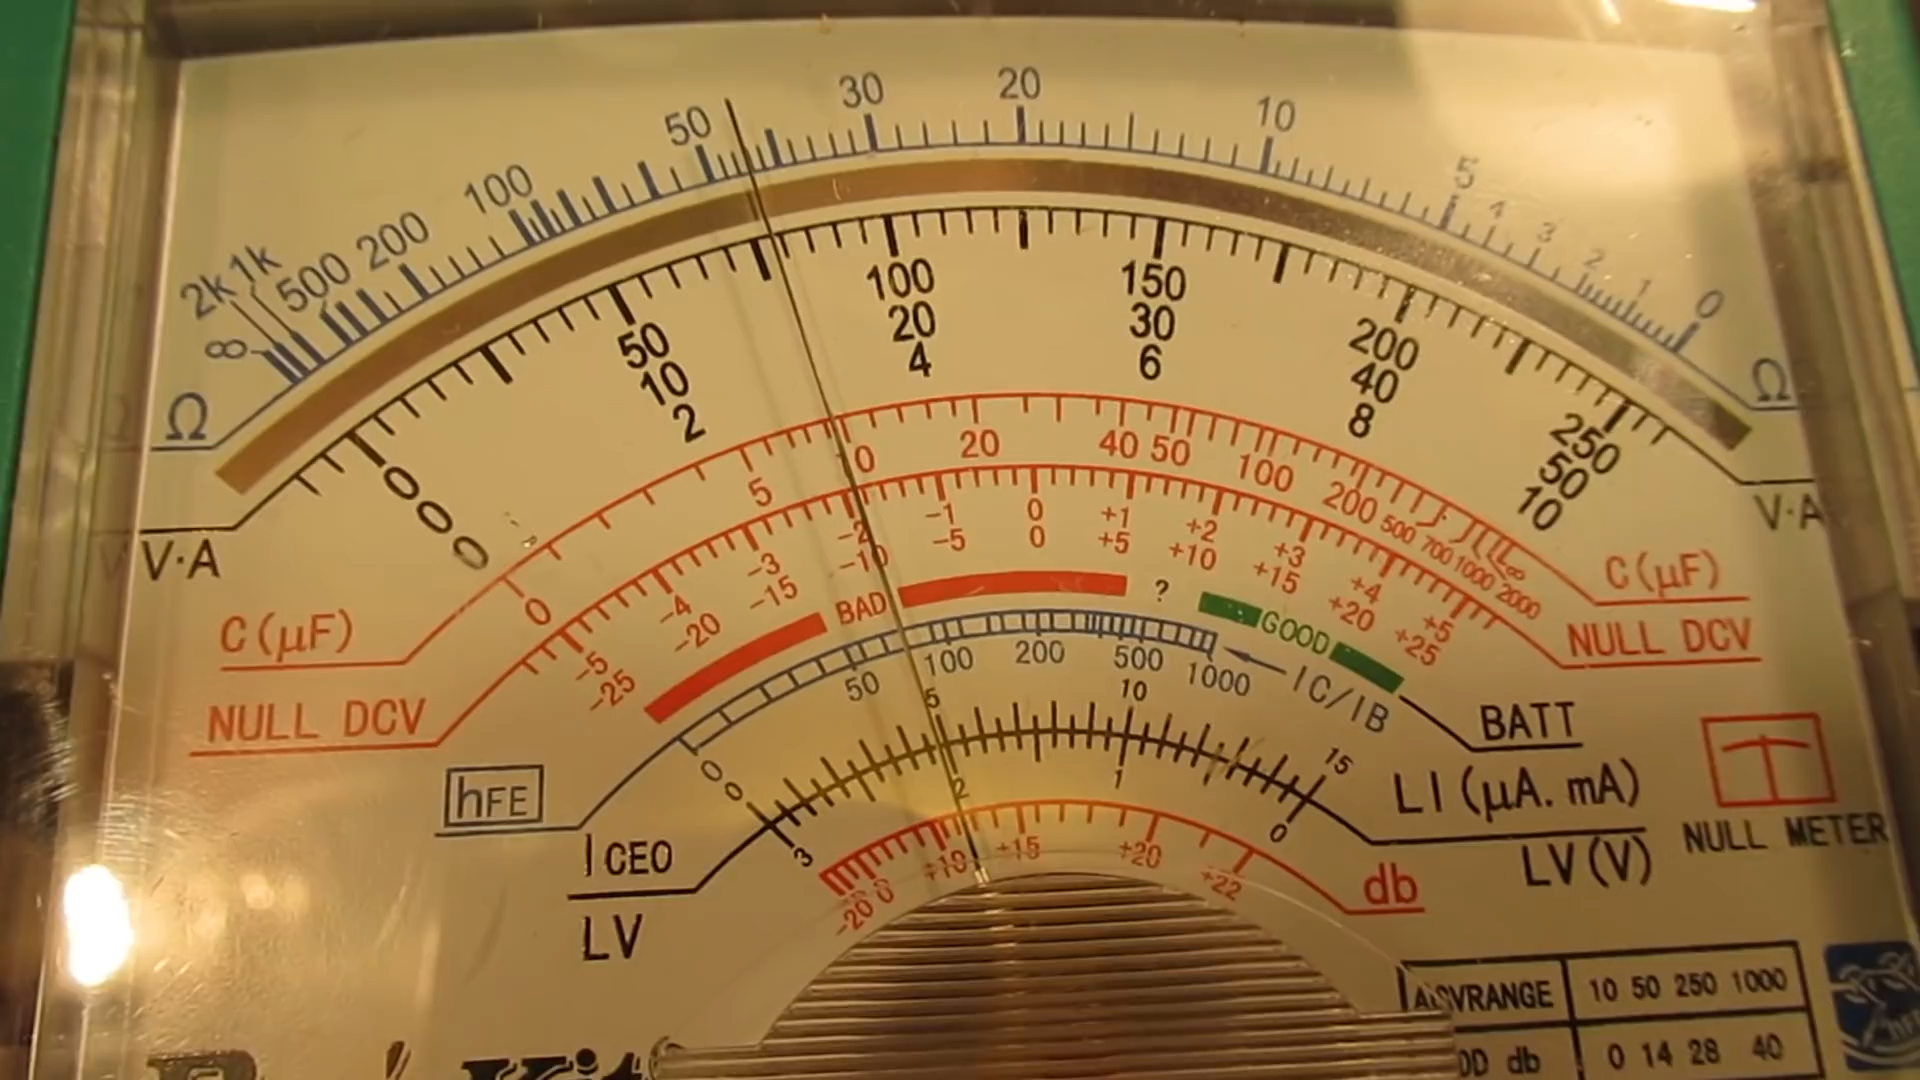 2k 1k 500 200 100 50 30 20 10 5 4 3 2 1 0
∞
Ω Ω
0 50 100 150 200 250
0 10 20 30 40 50
0 2 4 6 8 10
V·A V·A
0 5 10 20 40 50 100 200 500 700 1000 2000 ∞
C(μF) C(μF)
-5 -4 -3 -2 -1 0 +1 +2 +3 +4 +5
-25 -20 -15 -10 -5 0 +5 +10 +15 +20 +25
NULL DCV NULL DCV
BAD ? GOOD
BATT
0 50 100 200 500 1000 IC/IB
hFE
0 5 10 15
ICEO LI(μA. mA)
3 2 1 0
LV LV(V)
-20 0 +10 +15 +20 +22 db
NULL METER
RANGE 10 50 250 1000
db 0 14 28 40
Kit